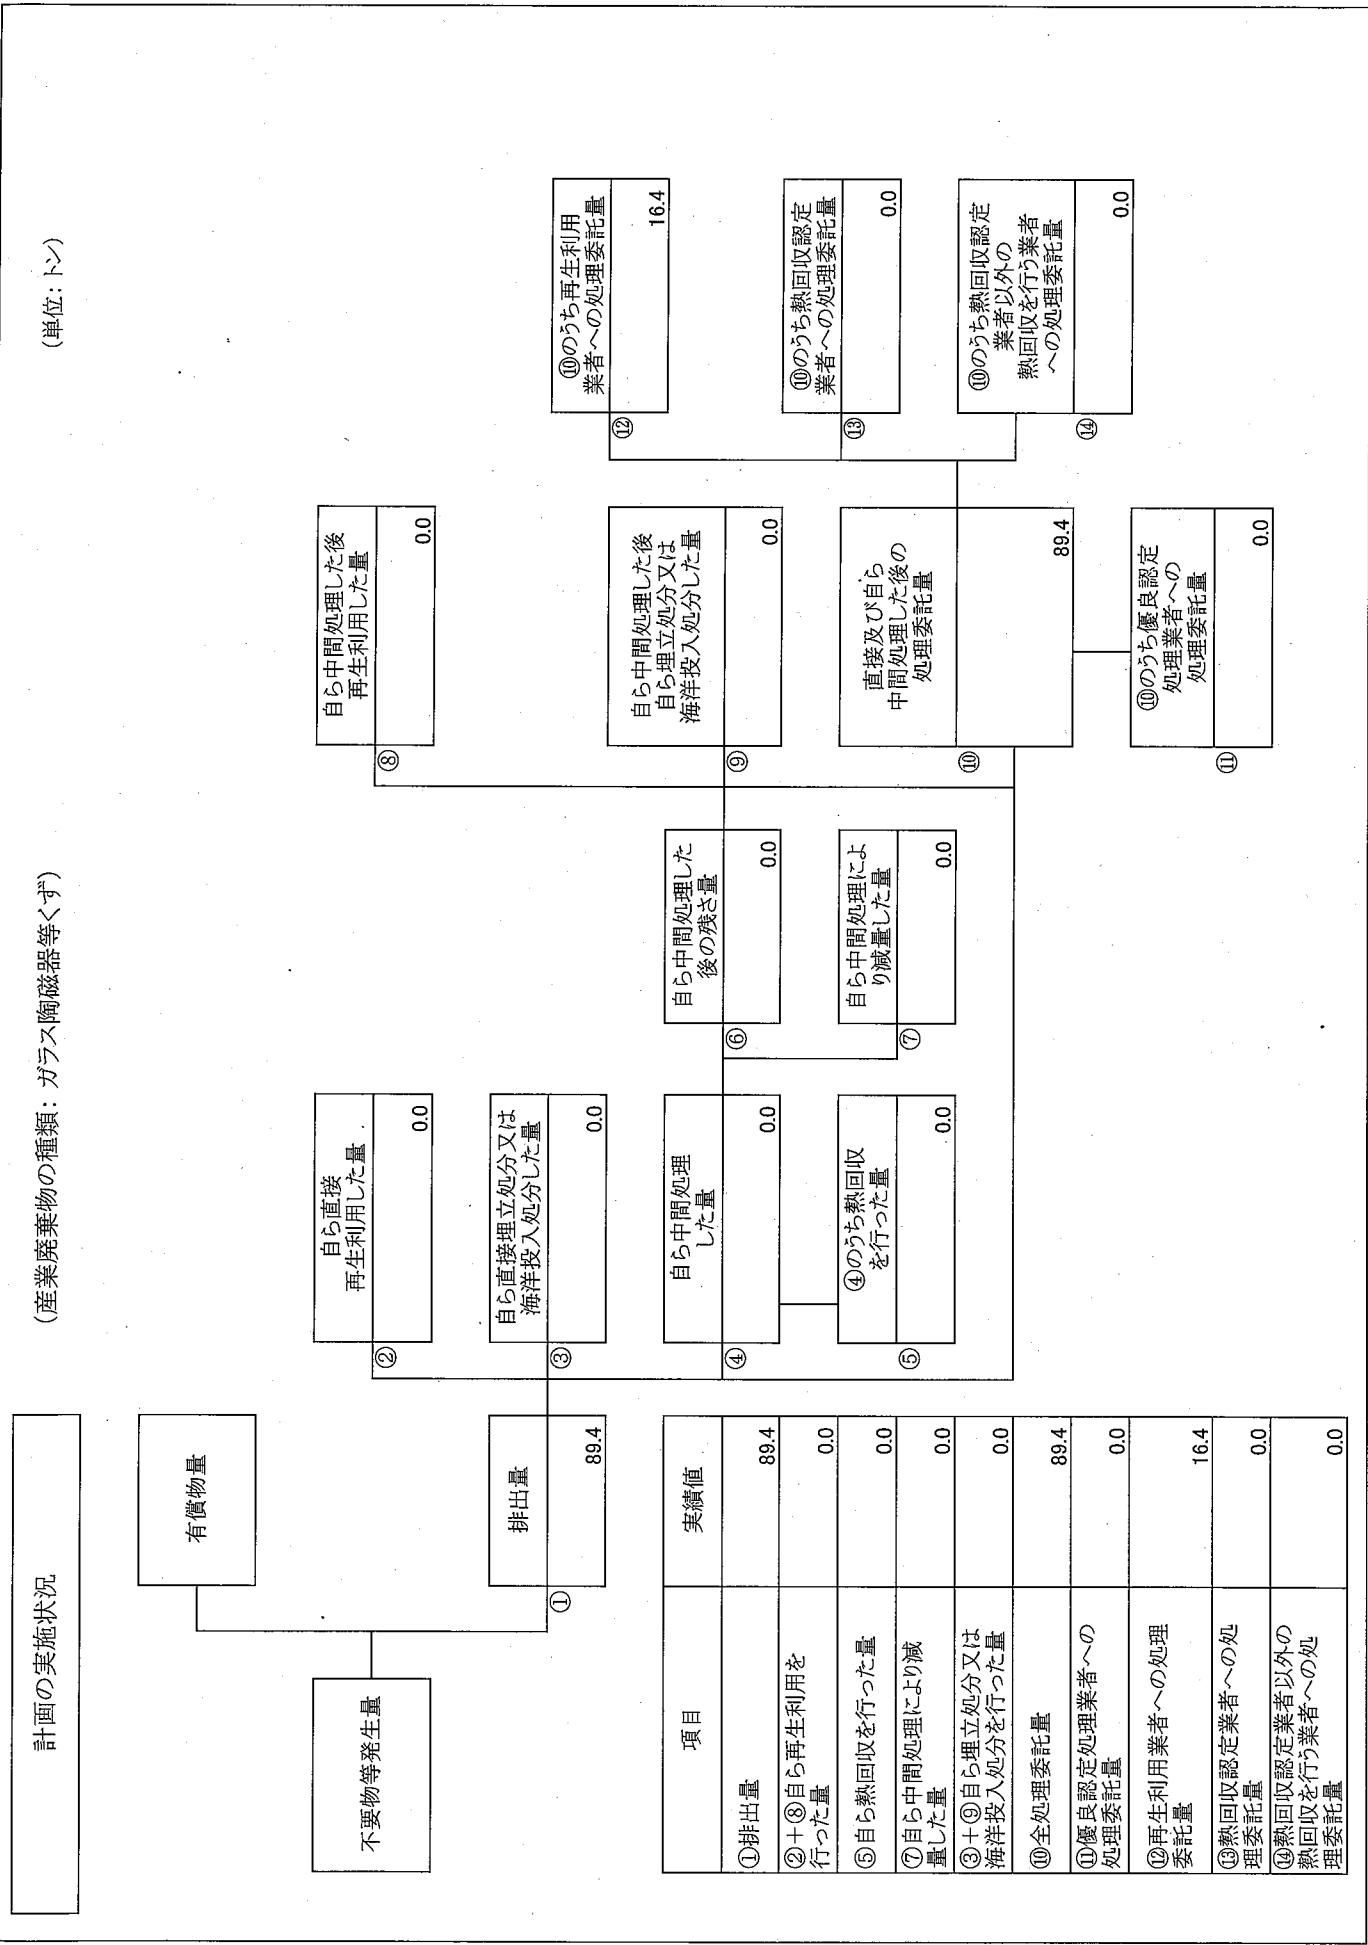 計画の実施状況
(産業廃棄物の種類：ガラス陶磁器等くず)
(単位：トン)
不要物等発生量
有償物量
排出量
①
89.4
自ら直接
再生利用した量
②
0.0
自ら直接埋立処分又は
海洋投入処分した量
③
0.0
自ら中間処理
した量
④
0.0
④のうち熱回収
を行った量
⑤
0.0
自ら中間処理した
後の残さ量
⑥
0.0
自ら中間処理によ
り減量した量
⑦
0.0
自ら中間処理した後
再生利用した量
⑧
0.0
自ら中間処理した後
自ら埋立処分又は
海洋投入処分した量
⑨
0.0
直接及び自ら
中間処理した後の
処理委託量
⑩
89.4
⑩のうち優良認定
処理業者への
処理委託量
⑪
0.0
⑩のうち再生利用
業者への処理委託量
⑫
16.4
⑩のうち熱回収認定
業者への処理委託量
⑬
0.0
⑩のうち熱回収認定
業者以外の
熱回収を行う業者
への処理委託量
⑭
0.0
項目 実績値
①排出量 89.4
②＋⑧自ら再生利用を
行った量 0.0
⑤自ら熱回収を行った量 0.0
⑦自ら中間処理により減
量した量 0.0
③＋⑨自ら埋立処分又は
海洋投入処分を行った量 0.0
⑩全処理委託量 89.4
⑪優良認定処理業者への
処理委託量 0.0
⑫再生利用業者への処理
委託量 16.4
⑬熱回収認定業者への処
理委託量 0.0
⑭熱回収認定業者以外の
熱回収を行う業者への処
理委託量 0.0